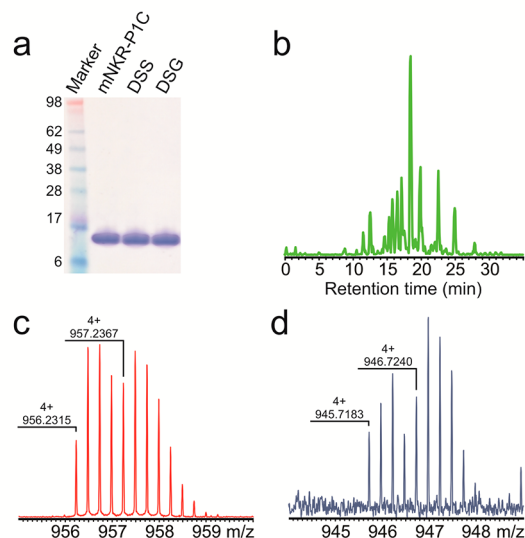 a
Marker
mNKR-P1C
DSS
DSG
98
62
49
38
28
17
6
b
0 5 10 15 20 25 30
Retention time (min)
c
4+
957.2367
4+
956.2315
956 957 958 959 m/z
d
4+
946.7240
4+
945.7183
945 946 947 948 m/z